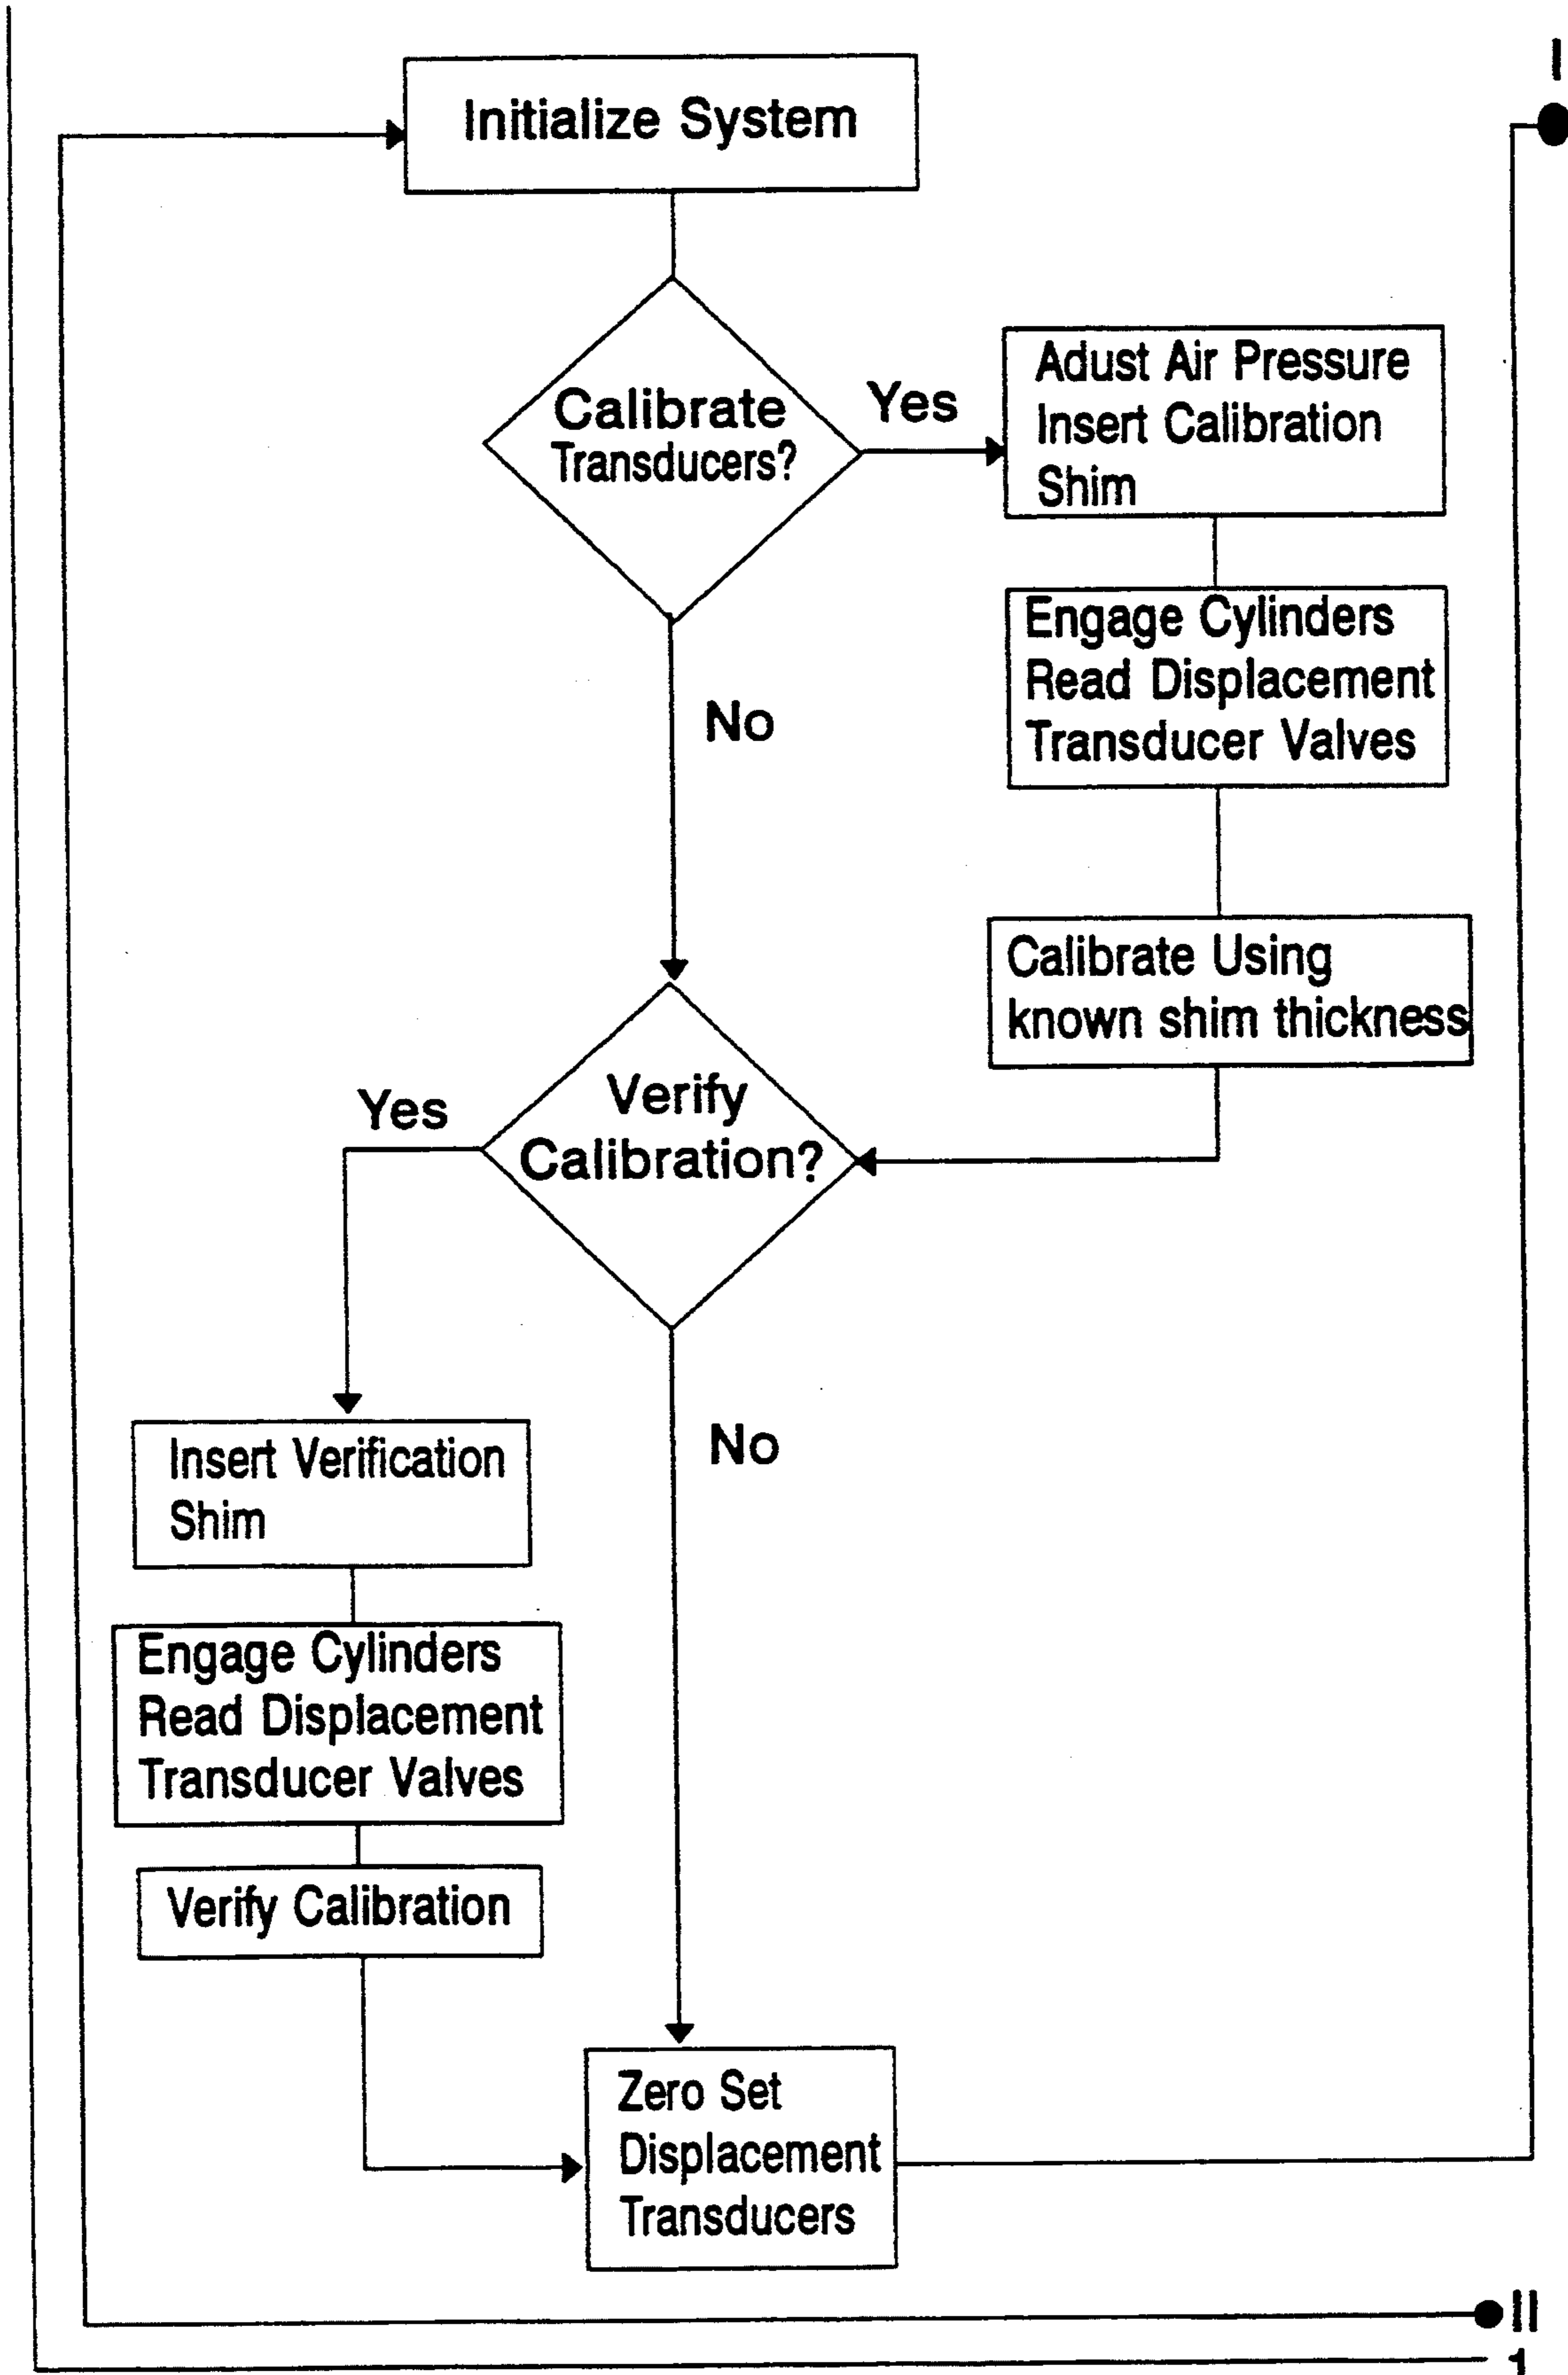 I
Initialize System
Calibrate
Transducers?
Yes
Adust Air Pressure
Insert Calibration
Shim
Engage Cylinders
Read Displacement
Transducer Valves
No
Calibrate Using
known shim thickness
Verify
Calibration?
Yes
No
Insert Verification
Shim
Engage Cylinders
Read Displacement
Transducer Valves
Verify Calibration
Zero Set
Displacement
Transducers
II
1